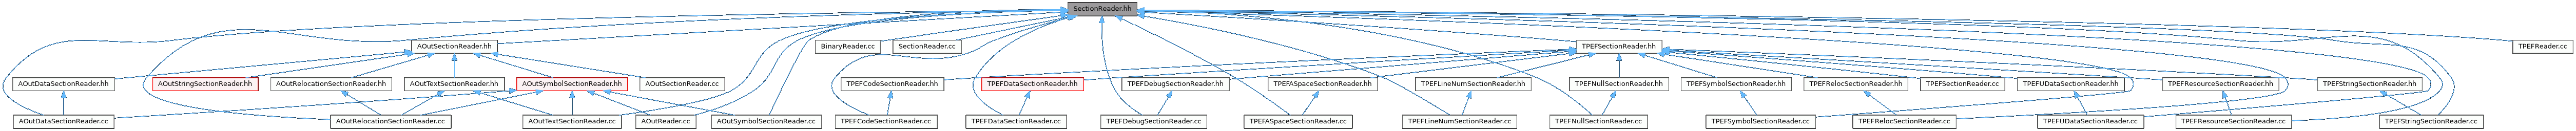 SectionReader.hh
AOutSectionReader.hh
BinaryReader.cc
SectionReader.cc
TPEFSectionReader.hh
TPEFReader.cc
AOutDataSectionReader.hh
AOutStringSectionReader.hh
AOutRelocationSectionReader.hh
AOutTextSectionReader.hh
AOutSymbolSectionReader.hh
AOutSectionReader.cc
TPEFCodeSectionReader.hh
TPEFDataSectionReader.hh
TPEFDebugSectionReader.hh
TPEFASpaceSectionReader.hh
TPEFLineNumSectionReader.hh
TPEFNullSectionReader.hh
TPEFSymbolSectionReader.hh
TPEFRelocSectionReader.hh
TPEFSectionReader.cc
TPEFUDataSectionReader.hh
TPEFResourceSectionReader.hh
TPEFStringSectionReader.hh
AOutDataSectionReader.cc
AOutRelocationSectionReader.cc
AOutTextSectionReader.cc
AOutReader.cc
AOutSymbolSectionReader.cc
TPEFCodeSectionReader.cc
TPEFDataSectionReader.cc
TPEFDebugSectionReader.cc
TPEFASpaceSectionReader.cc
TPEFLineNumSectionReader.cc
TPEFNullSectionReader.cc
TPEFSymbolSectionReader.cc
TPEFRelocSectionReader.cc
TPEFUDataSectionReader.cc
TPEFResourceSectionReader.cc
TPEFStringSectionReader.cc